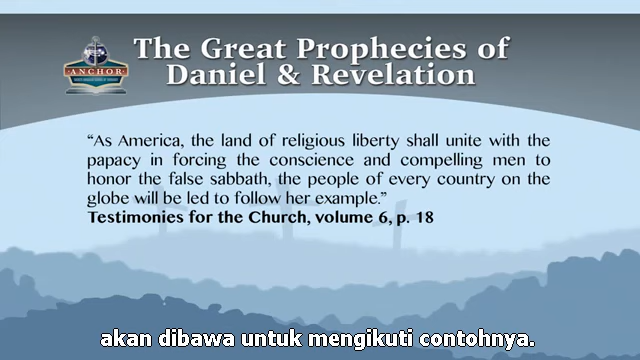 The Great Prophecies of
Daniel & Revelation
ANCHOR
“As America, the land of religious liberty shall unite with the
papacy in forcing the conscience and compelling men to
honor the false sabbath, the people of every country on the
globe will be led to follow her example.”
Testimonies for the Church, volume 6, p. 18
akan dibawa untuk mengikuti contohnya.